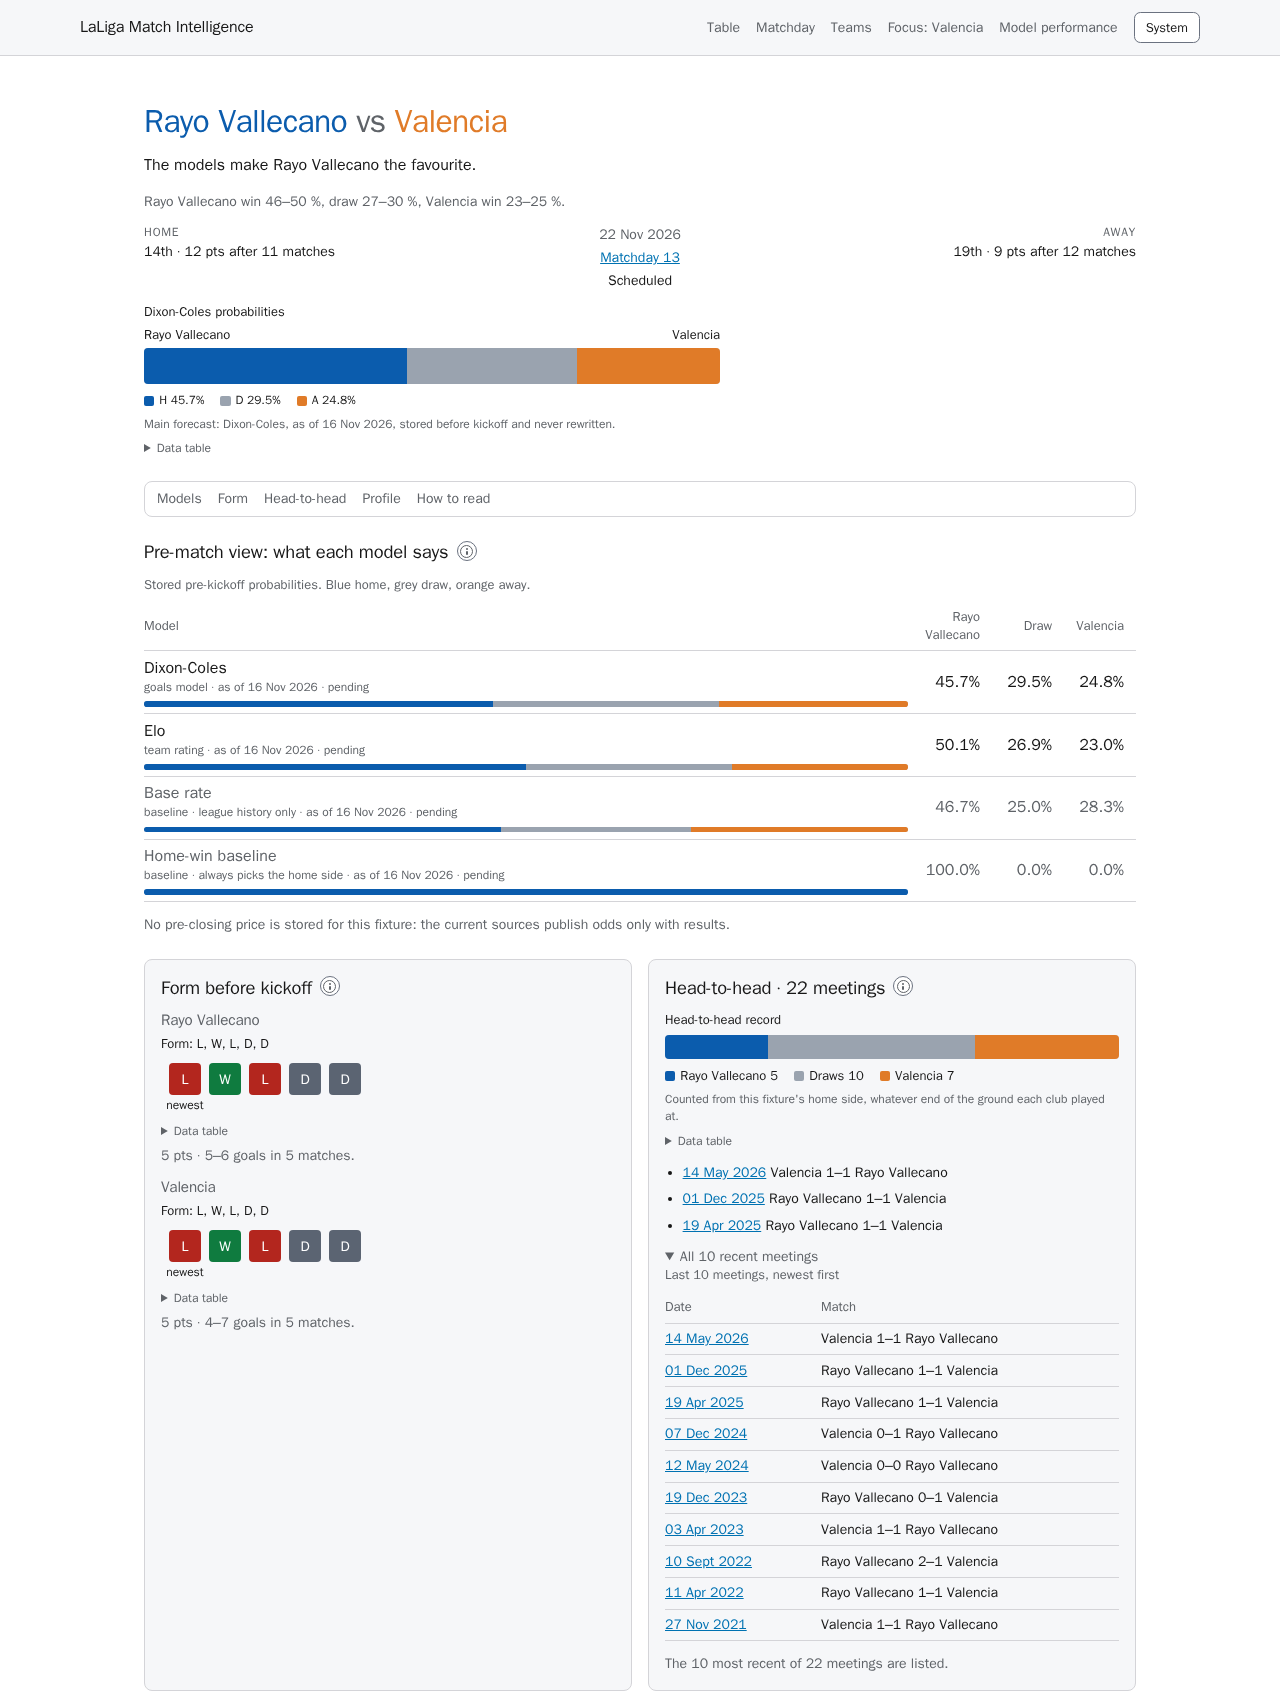 LaLiga Match Intelligence
Table Matchday Teams Focus: Valencia Model performance System
Rayo Vallecano vs Valencia
The models make Rayo Vallecano the favourite.
Rayo Vallecano win 46–50 %, draw 27–30 %, Valencia win 23–25 %.
HOME
14th · 12 pts after 11 matches
22 Nov 2026
Matchday 13
Scheduled
AWAY
19th · 9 pts after 12 matches
Dixon-Coles probabilities
Rayo Vallecano Valencia
H 45.7% D 29.5% A 24.8%
Main forecast: Dixon-Coles, as of 16 Nov 2026, stored before kickoff and never rewritten.
Data table
Models Form Head-to-head Profile How to read
Pre-match view: what each model says
Stored pre-kickoff probabilities. Blue home, grey draw, orange away.
Model Rayo Vallecano Draw Valencia
Dixon-Coles
goals model · as of 16 Nov 2026 · pending
45.7% 29.5% 24.8%
Elo
team rating · as of 16 Nov 2026 · pending
50.1% 26.9% 23.0%
Base rate
baseline · league history only · as of 16 Nov 2026 · pending
46.7% 25.0% 28.3%
Home-win baseline
baseline · always picks the home side · as of 16 Nov 2026 · pending
100.0% 0.0% 0.0%
No pre-closing price is stored for this fixture: the current sources publish odds only with results.
Form before kickoff
Rayo Vallecano
Form: L, W, L, D, D
L W L D D
newest
Data table
5 pts · 5–6 goals in 5 matches.
Valencia
Form: L, W, L, D, D
L W L D D
newest
Data table
5 pts · 4–7 goals in 5 matches.
Head-to-head · 22 meetings
Head-to-head record
Rayo Vallecano 5 Draws 10 Valencia 7
Counted from this fixture's home side, whatever end of the ground each club played
at.
Data table
• 14 May 2026 Valencia 1–1 Rayo Vallecano
• 01 Dec 2025 Rayo Vallecano 1–1 Valencia
• 19 Apr 2025 Rayo Vallecano 1–1 Valencia
All 10 recent meetings
Last 10 meetings, newest first
Date Match
14 May 2026 Valencia 1–1 Rayo Vallecano
01 Dec 2025 Rayo Vallecano 1–1 Valencia
19 Apr 2025 Rayo Vallecano 1–1 Valencia
07 Dec 2024 Valencia 0–1 Rayo Vallecano
12 May 2024 Valencia 0–0 Rayo Vallecano
19 Dec 2023 Rayo Vallecano 0–1 Valencia
03 Apr 2023 Valencia 1–1 Rayo Vallecano
10 Sept 2022 Rayo Vallecano 2–1 Valencia
11 Apr 2022 Rayo Vallecano 1–1 Valencia
27 Nov 2021 Valencia 1–1 Rayo Vallecano
The 10 most recent of 22 meetings are listed.